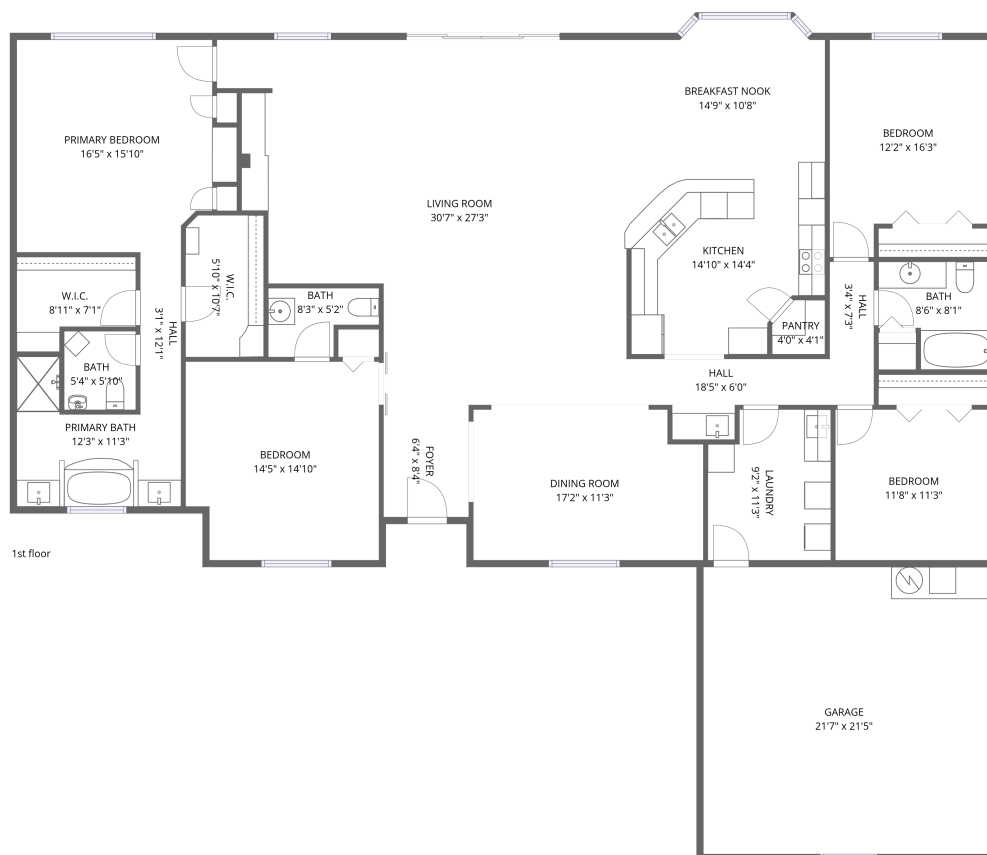 BREAKFAST NOOK
14'9" x 10'8"
PRIMARY BEDROOM
16'5" x 15'10"
BEDROOM
12'2" x 16'3"
LIVING ROOM
30'7" x 27'3"
KITCHEN
14'10" x 14'4"
W.I.C.
5'10" x 10'7"
W.I.C.
8'11" x 7'1"
BATH
8'3" x 5'2"
HALL
3'4" x 7'3"
BATH
8'6" x 8'1"
HALL
3'1" x 12'1"
PANTRY
4'0" x 4'1"
BATH
5'4" x 5'10"
HALL
18'5" x 6'0"
PRIMARY BATH
12'3" x 11'3"
BEDROOM
14'5" x 14'10"
FOYER
6'4" x 8'4"
DINING ROOM
17'2" x 11'3"
LAUNDRY
9'2" x 11'3"
BEDROOM
11'8" x 11'3"
1st floor
GARAGE
21'7" x 21'5"